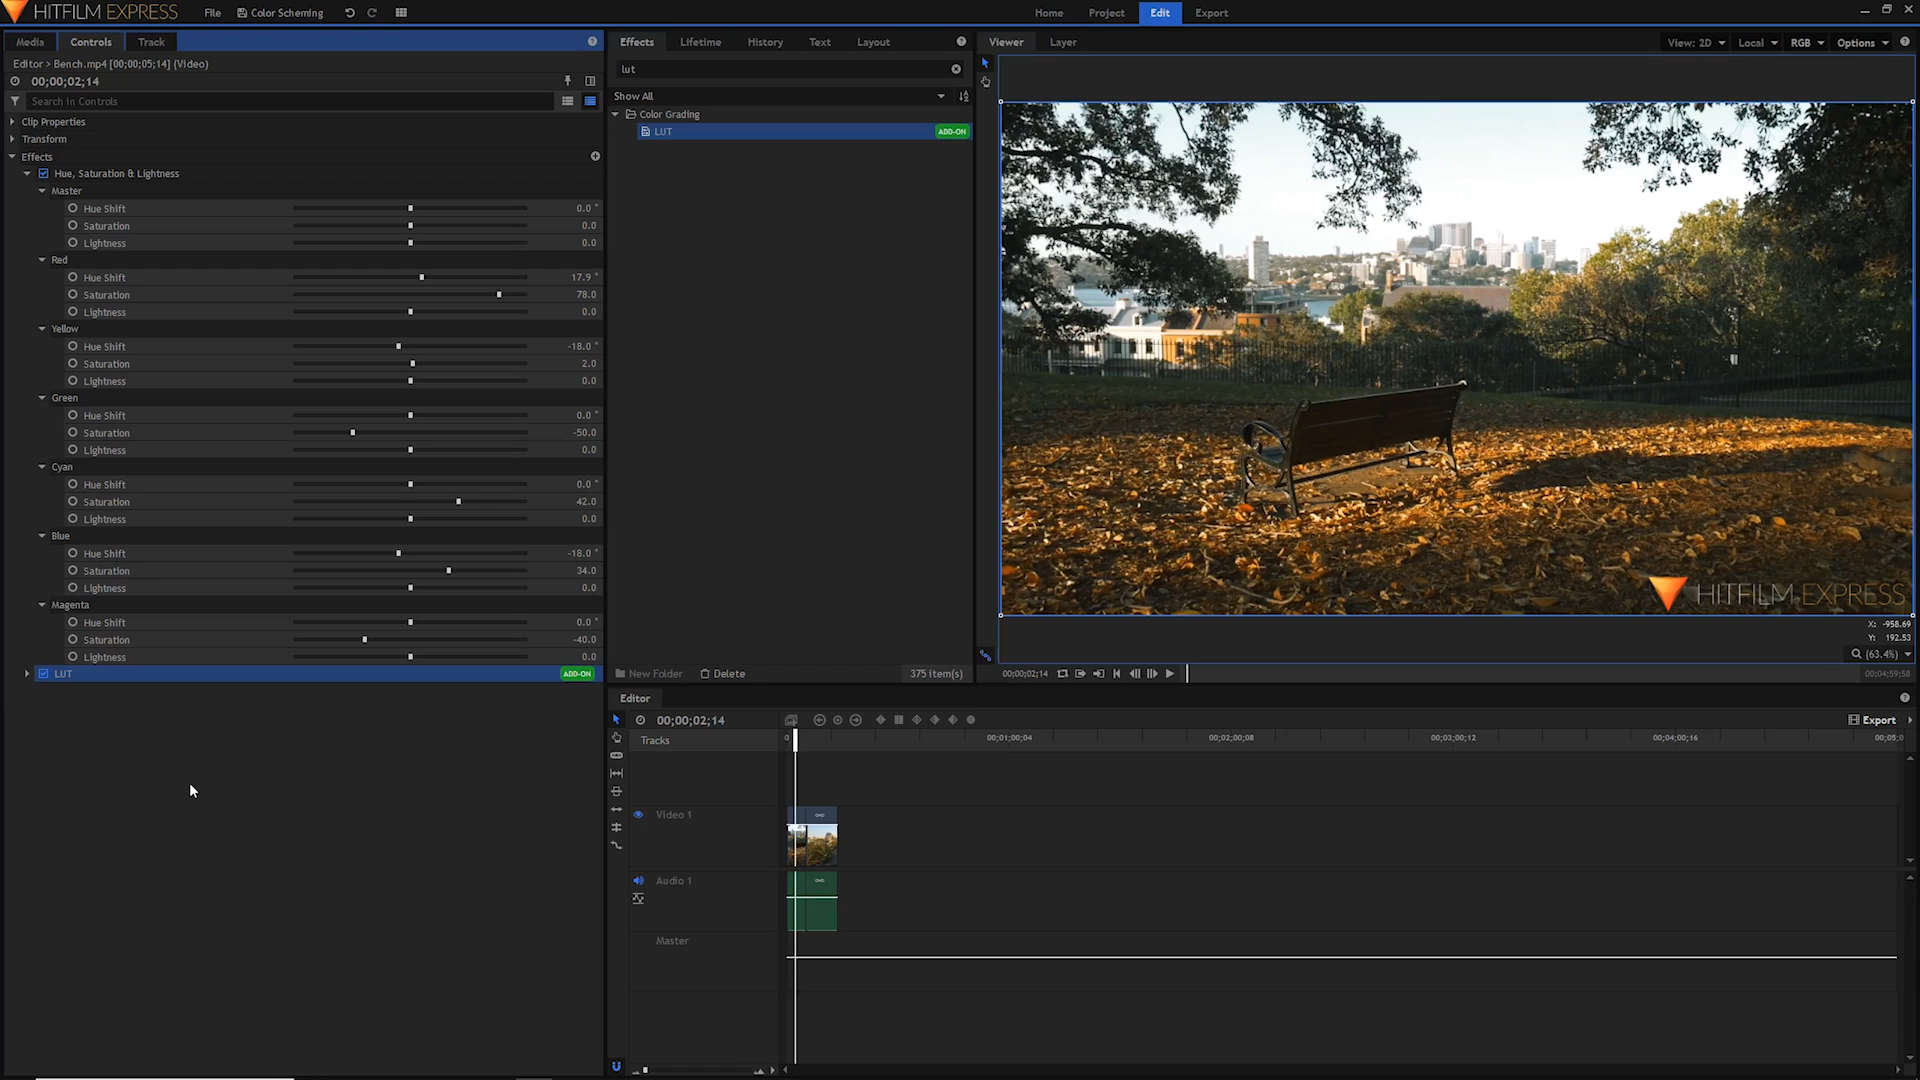 HITFILM EXPRESS
File
Color Scheming
Home
Project
Edit
Export
Media
Controls
Track
Editor > Bench.mp4 [00;00;05;14] (Video)
00;00;02;14
Search In Controls
Clip Properties
Transform
Effects
Hue, Saturation & Lightness
Master
Hue Shift 0.0 °
Saturation 0.0
Lightness 0.0
Red
Hue Shift 17.9 °
Saturation 78.0
Lightness 0.0
Yellow
Hue Shift -18.0 °
Saturation 2.0
Lightness 0.0
Green
Hue Shift 0.0 °
Saturation -50.0
Lightness 0.0
Cyan
Hue Shift 0.0 °
Saturation 42.0
Lightness 0.0
Blue
Hue Shift -18.0 °
Saturation 34.0
Lightness 0.0
Magenta
Hue Shift 0.0 °
Saturation -40.0
Lightness 0.0
LUT ADD-ON
Effects
Lifetime
History
Text
Layout
lut
Show All
Color Grading
LUT ADD-ON
New Folder
Delete
375 item(s)
Viewer
Layer
View: 2D
Local
RGB
Options
HITFILM EXPRESS
X: -958.69
Y: 192.53
(63.4%)
00;00;02;14
00;04;59;58
Editor
00;00;02;14
Export
Tracks
0
00;01;00;04
00;02;00;08
00;03;00;12
00;04;00;16
00;05;0
Video 1
Audio 1
Master